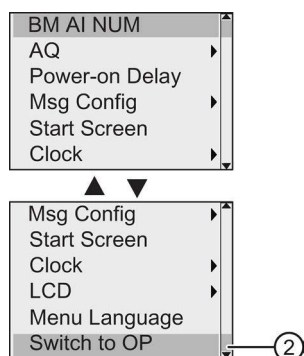 BM AI NUM
AQ
Power-on Delay
Msg Config
Start Screen
Clock
Msg Config
Start Screen
Clock
LCD
Menu Language
Switch to OP
2